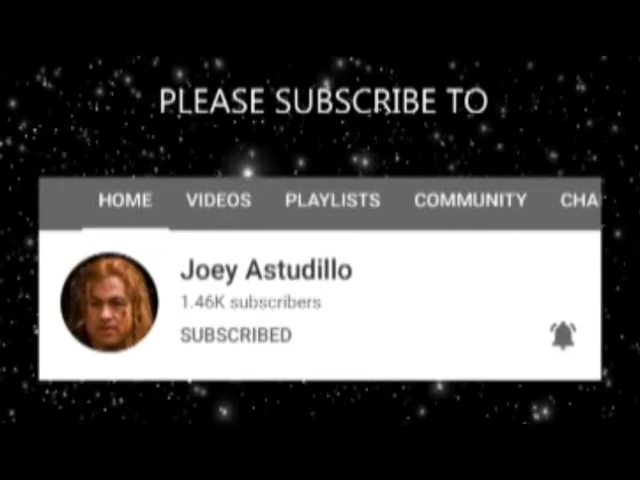 PLEASE SUBSCRIBE TO
HOME VIDEOS PLAYLISTS COMMUNITY CHA
Joey Astudillo
1.46K subscribers
SUBSCRIBED